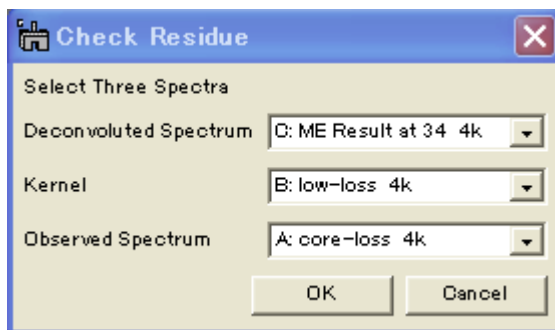 Check Residue
Select Three Spectra
Deconvoluted Spectrum C: ME Result at 34 4k
Kernel B: low-loss 4k
Observed Spectrum A: core-loss 4k
OK Cancel